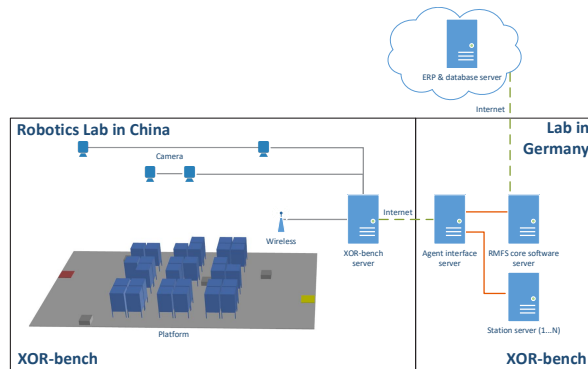 ERP & database server
Internet
Robotics Lab in China
Lab in
Germany
Camera
Internet
Wireless
XOR-bench
server
Agent interface
server
RMFS core software
server
Station server (1...N)
Platform
XOR-bench
XOR-bench